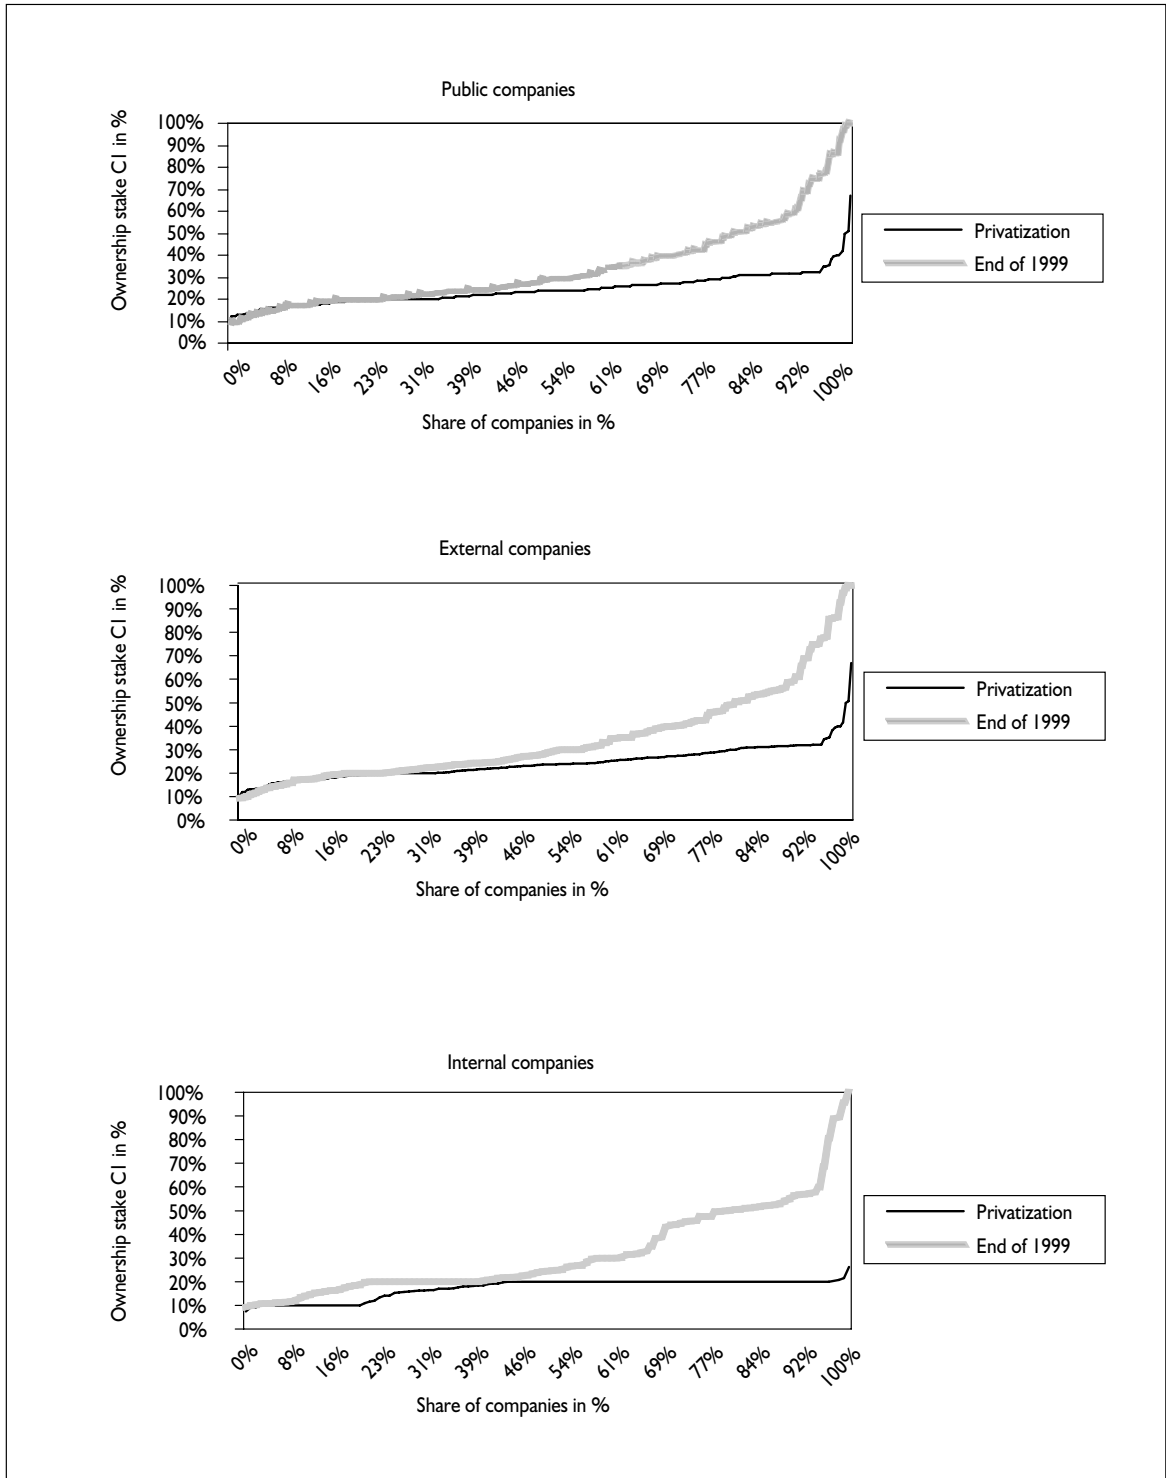 Public companies
Ownership stake C1 in %
100%
90%
80%
70%
60%
50%
40%
30%
20%
10%
0%
0% 8% 16% 23% 31% 39% 46% 54% 61% 69% 77% 84% 92% 100%
Share of companies in %
Privatization
End of 1999
External companies
Ownership stake C1 in %
100%
90%
80%
70%
60%
50%
40%
30%
20%
10%
0%
0% 8% 16% 23% 31% 39% 46% 54% 61% 69% 77% 84% 92% 100%
Share of companies in %
Privatization
End of 1999
Internal companies
Ownership stake C1 in %
100%
90%
80%
70%
60%
50%
40%
30%
20%
10%
0%
0% 8% 16% 23% 31% 39% 46% 54% 61% 69% 77% 84% 92% 100%
Share of companies in %
Privatization
End of 1999